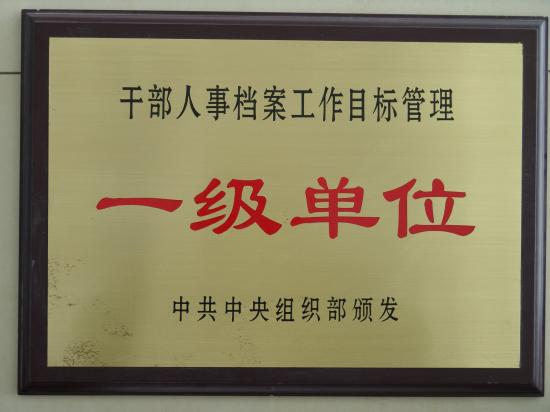 干部人事档案工作目标管理
一级单位
中共中央组织部颁发